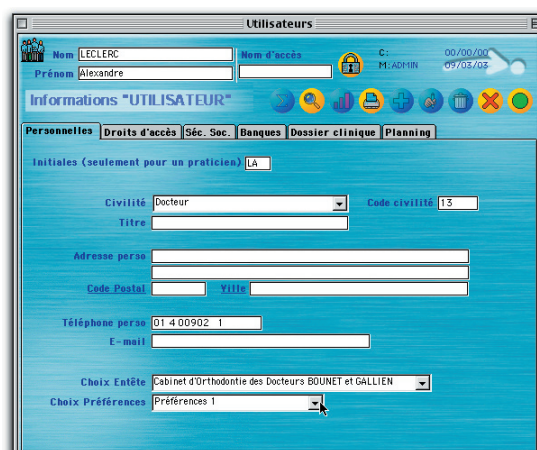 Utilisateurs
Nom LECLERC Nom d'accès C: 00/00/00
Prénom Alexandre M:ADMIN 09/03/03
Informations "UTILISATEUR"
Personnelles Droits d'accès Séc. Soc. Banques Dossier clinique Planning
Initiales (seulement pour un praticien) LA
Civilité Docteur Code civilité 13
Titre
Adresse perso
Code Postal Ville
Téléphone perso 01 4 00902 1
E-mail
Choix Entête Cabinet d'Orthodontie des Docteurs BOUNET et GALLIEN
Choix Préférences Préférences 1